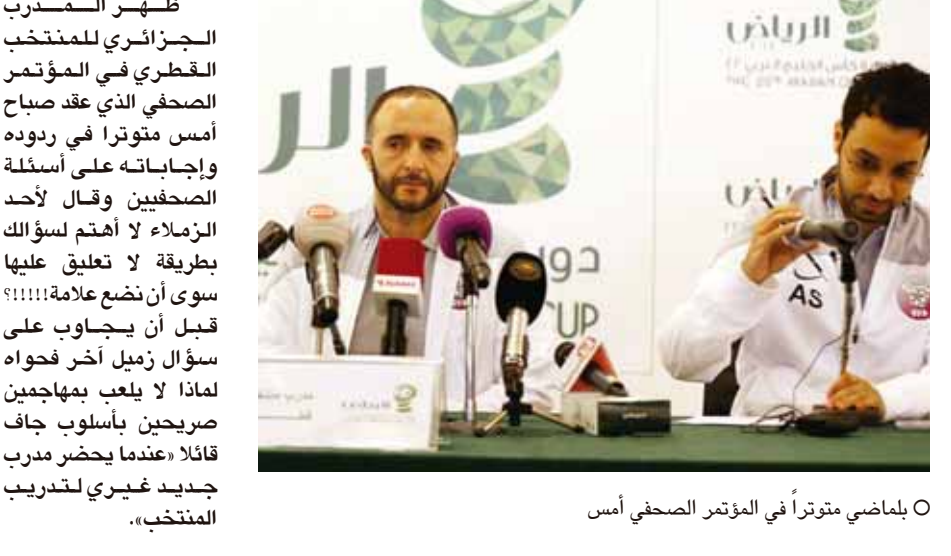 ظهر المدرب
الجزائري للمنتخب
القطري في المؤتمر
الصحفي الذي عقد صباح
أمس متوترا في ردوده
وإجاباته على أسئلة
الصحفيين وقال لأحد
الزملاء لا أهتم لسؤالك
بطريقة لا تعليق عليها
سوى أن نضع علامة!!!!!؟
قبل أن يجاوب على
سؤال زميل آخر فحواه
لماذا لا يلعب بمهاجمين
صريحين بأسلوب جاف
قائلا «عندما يحضر مدرب
جديد غيري لتدريب
المنتخب».
الرياض
الر
دور
CUP
AS
بلماضي متوتراً في المؤتمر الصحفي أمس